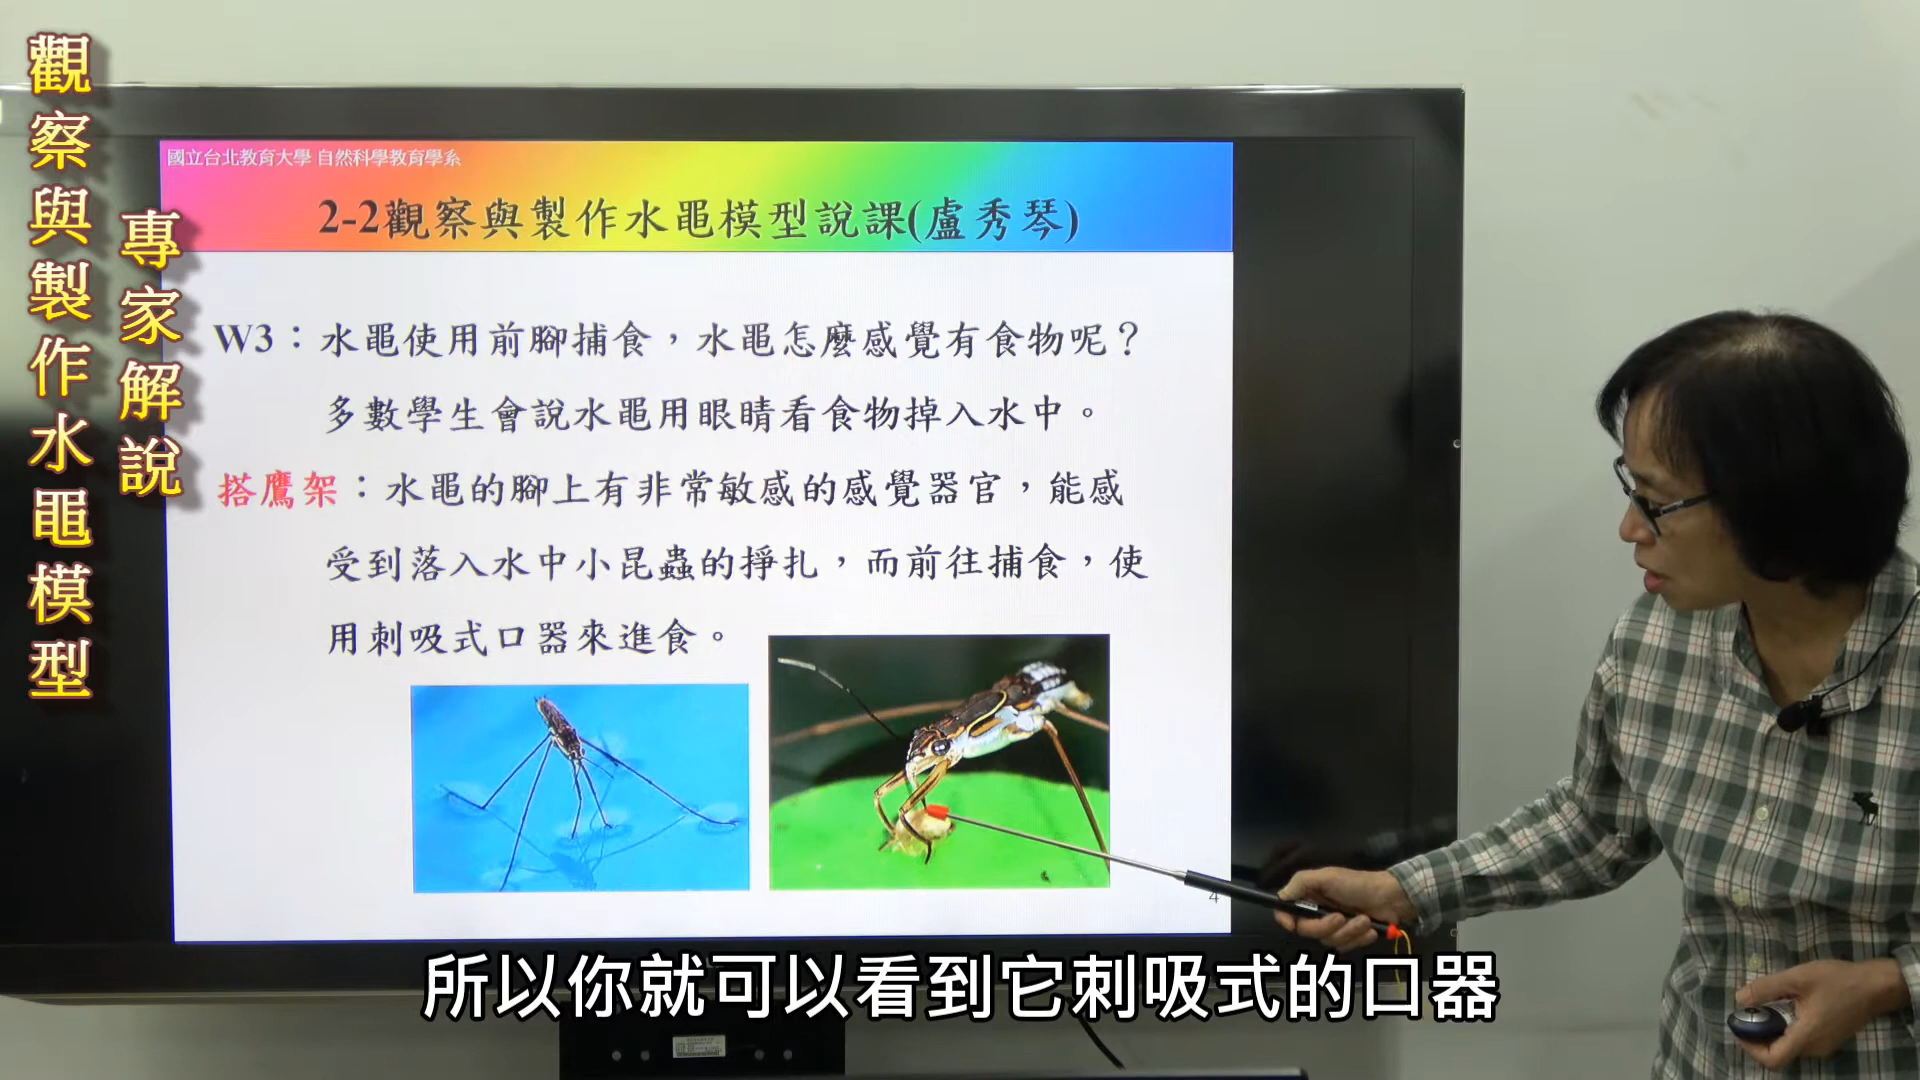 觀察與製作水黽模型
專家解說
國立台北教育大學 自然科學教育學系
2-2觀察與製作水黽模型說課(盧秀琴)
W3：水黽使用前腳捕食，水黽怎麼感覺有食物呢？
多數學生會說水黽用眼睛看食物掉入水中。
搭鷹架：水黽的腳上有非常敏感的感覺器官，能感
受到落入水中小昆蟲的掙扎，而前往捕食，使
用刺吸式口器來進食。
4
所以你就可以看到它刺吸式的口器